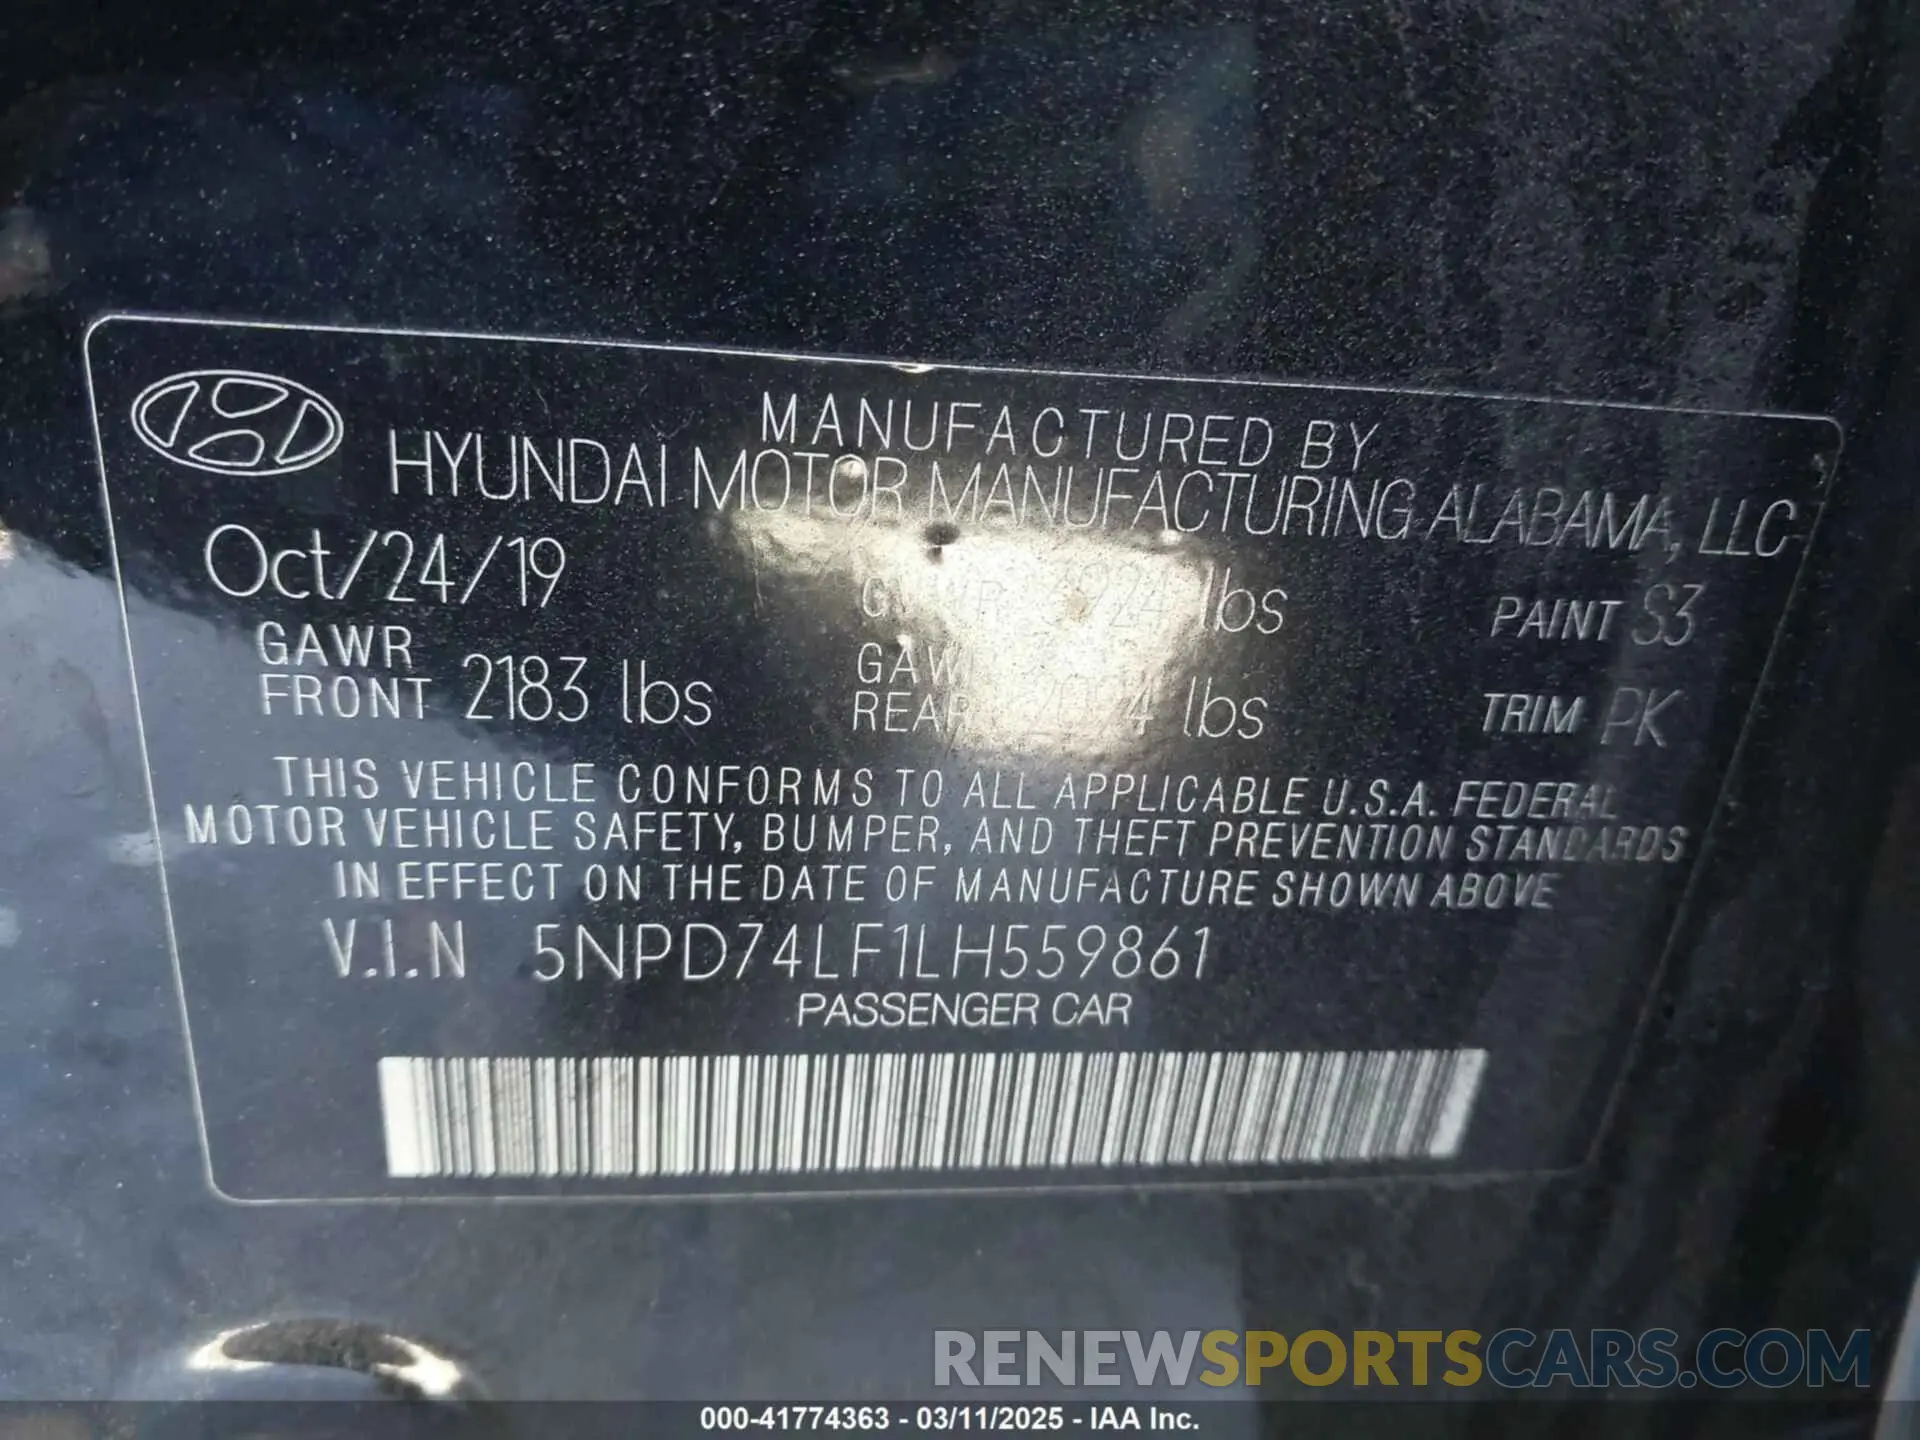 MANUFACTURED BY
HYUNDAI MOTOR MANUFACTURING ALABAMA, LLC
Oct/24/19 lbs PAINT S3
GAWR
FRONT 2183 lbs REAR lbs TRIM PK
THIS VEHICLE CONFORMS TO ALL APPLICABLE U.S.A. FEDERAL
MOTOR VEHICLE SAFETY, BUMPER, AND THEFT PREVENTION STANDARDS
IN EFFECT ON THE DATE OF MANUFACTURE SHOWN ABOVE
V.I.N 5NPD74LF1LH559861
PASSENGER CAR
RENEWSPORTSCARS.COM
000-41774363 - 03/11/2025 - IAA Inc.